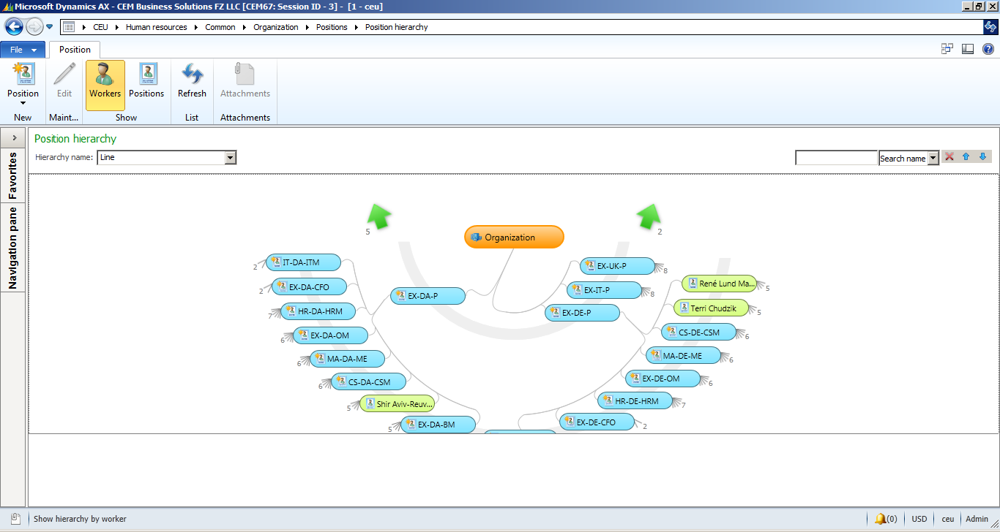 Microsoft Dynamics AX - CEM Business Solutions FZ LLC [CEM67: Session ID - 3] - [1 - ceu]
CEU Human resources Common Organization Positions Position hierarchy
File Position
Position Edit Workers Positions Refresh Attachments
New Maint... Show List Attachments
Position hierarchy
Hierarchy name: Line Search name
Favorites
Navigation pane
5 2
Organization
2 IT-DA-ITM
EX-UK-P 8
2 EX-DA-CFO
EX-IT-P 8
René Lund Ma... 5
EX-DA-P
7 HR-DA-HRM
EX-DE-P
Terri Chudzik 5
6 EX-DA-OM
CS-DE-CSM 6
6 MA-DA-ME
MA-DE-ME 6
6 CS-DA-CSM
EX-DE-OM 6
5 Shir Aviv-Reuv...
HR-DE-HRM 7
5 EX-DA-BM
EX-DE-CFO 2
Show hierarchy by worker (0) USD ceu Admin